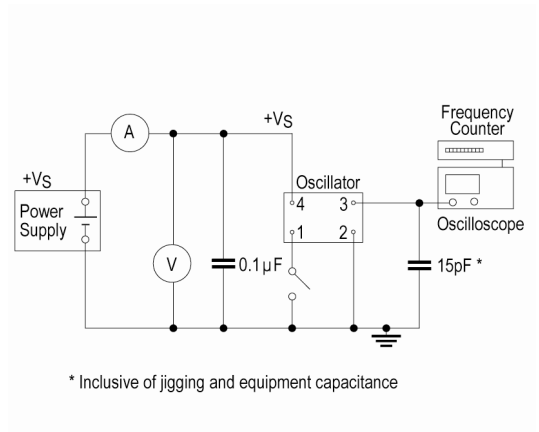 Frequency
Counter
+VS
A
Oscillator
+VS
4 3
Power
Supply
1 2
Oscilloscope
V
0.1µF
15pF *
* Inclusive of jigging and equipment capacitance